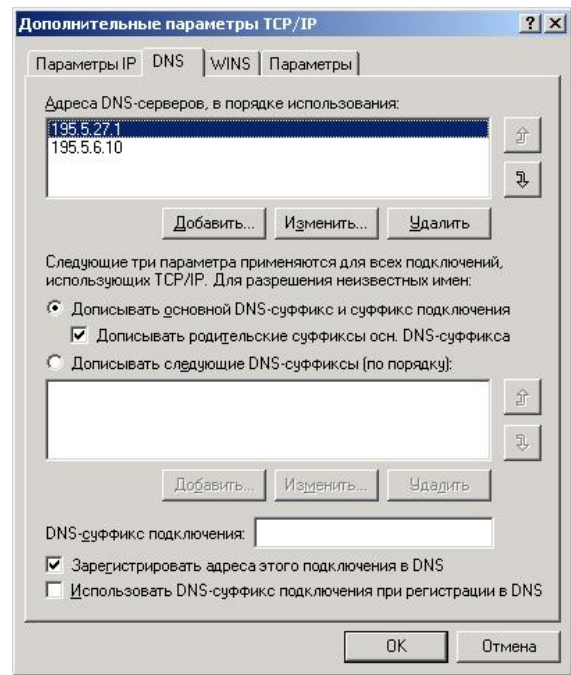 Дополнительные параметры TCP/IP
Параметры IP DNS WINS Параметры
Адреса DNS-серверов, в порядке использования:
195.5.27.1
195.5.6.10
Добавить... Изменить... Удалить
Следующие три параметра применяются для всех подключений,
использующих TCP/IP. Для разрешения неизвестных имен:
Дописывать основной DNS-суффикс и суффикс подключения
Дописывать родительские суффиксы осн. DNS-суффикса
Дописывать следующие DNS-суффиксы (по порядку):
Добавить... Изменить... Удалить
DNS-суффикс подключения:
Зарегистрировать адреса этого подключения в DNS
Использовать DNS-суффикс подключения при регистрации в DNS
OK Отмена